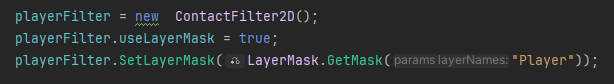 playerFilter = new  ContactFilter2D();
playerFilter.useLayerMask = true;
playerFilter.SetLayerMask(LayerMask.GetMask(params layerNames: "Player"));